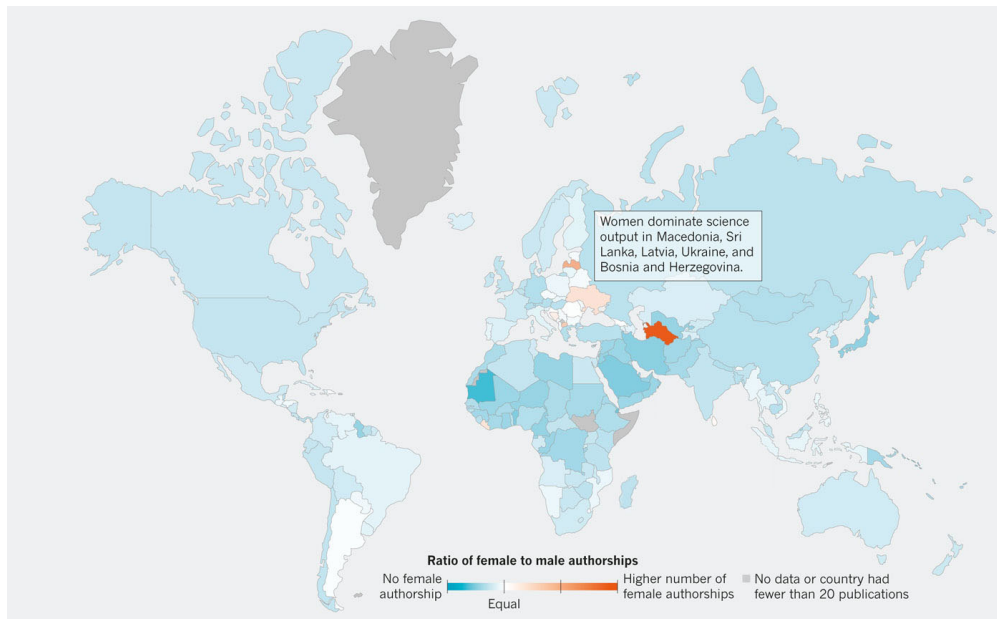 Women dominate science
output in Macedonia, Sri
Lanka, Latvia, Ukraine, and
Bosnia and Herzegovina.
Ratio of female to male authorships
No female
authorship
Equal
Higher number of
female authorships
No data or country had
fewer than 20 publications